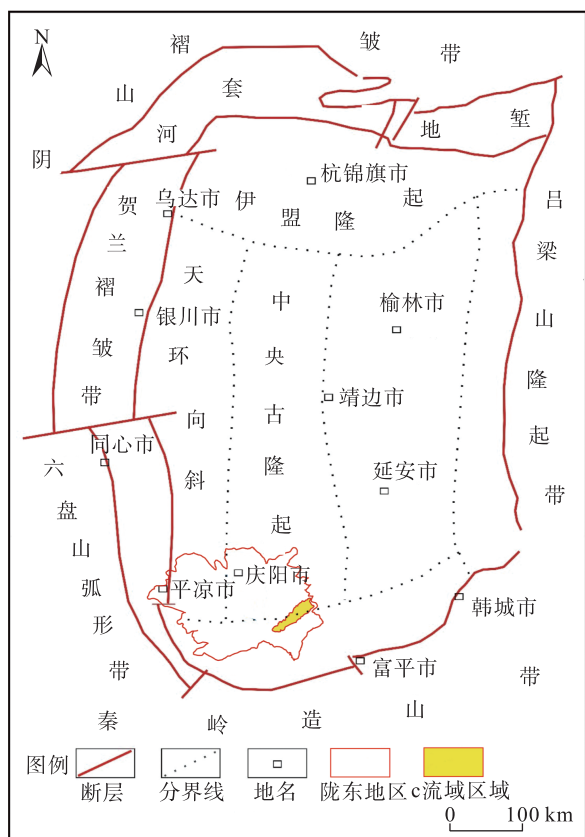 N
阴山褶皱带
河套地堑
杭锦旗市
乌达市
伊盟隆起
吕梁山隆起带
贺兰褶皱带
银川市
天环向斜
中央古隆起
榆林市
靖边市
同心市
延安市
六盘山弧形带
庆阳市
平凉市
韩城市
富平市
秦岭造山带
图例
断层
分界线
地名
陇东地区
c流域区域
0 100 km